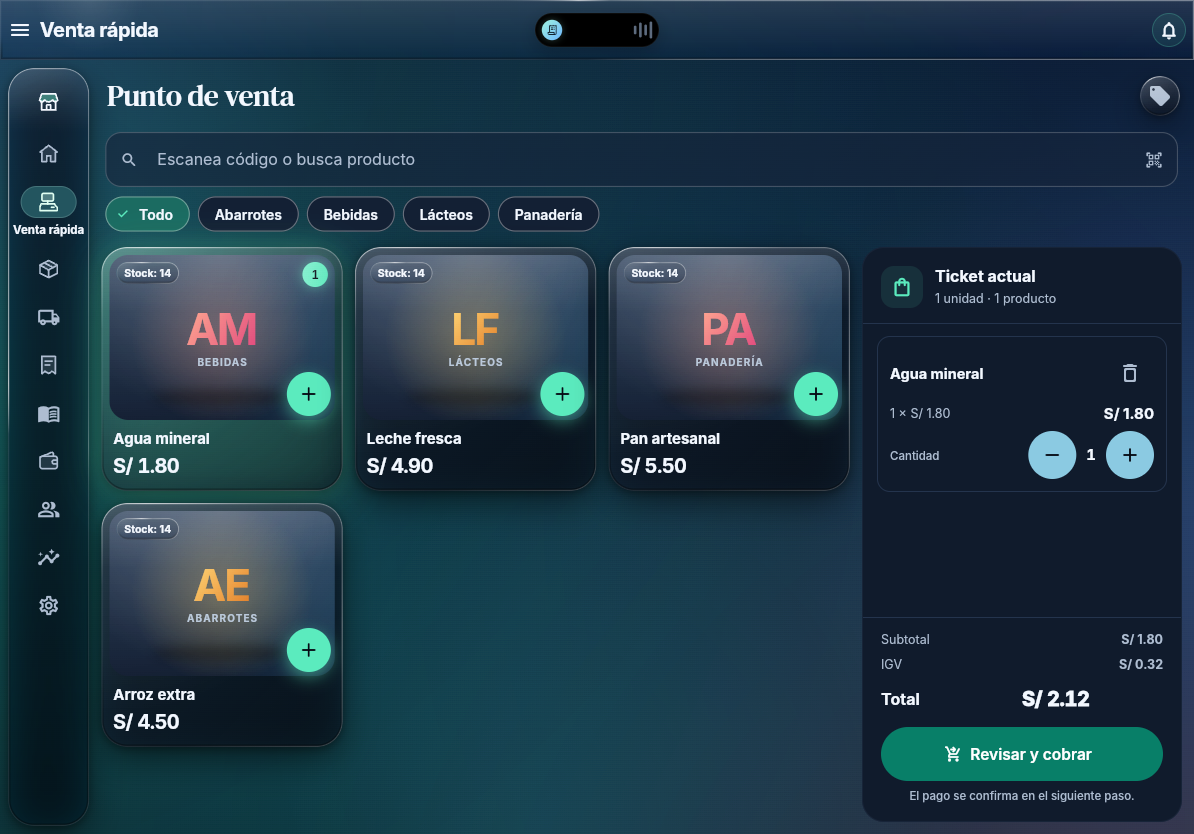 Venta rápida
Punto de venta
Escanea código o busca producto
Todo
Abarrotes
Bebidas
Lácteos
Panadería
Venta rápida
Stock: 14
1
AM
BEBIDAS
Agua mineral
S/ 1.80
Stock: 14
LF
LÁCTEOS
Leche fresca
S/ 4.90
Stock: 14
PA
PANADERÍA
Pan artesanal
S/ 5.50
Stock: 14
AE
ABARROTES
Arroz extra
S/ 4.50
Ticket actual
1 unidad · 1 producto
Agua mineral
1 × S/ 1.80 S/ 1.80
Cantidad 1
Subtotal S/ 1.80
IGV S/ 0.32
Total S/ 2.12
Revisar y cobrar
El pago se confirma en el siguiente paso.